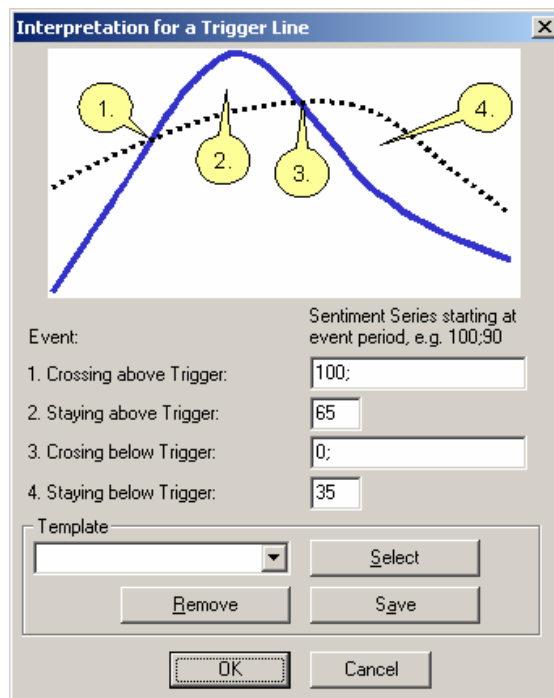 Interpretation for a Trigger Line
1.
2.
3.
4.
Sentiment Series starting at
Event:
event period, e.g. 100;90
1. Crossing above Trigger:
100;
2. Staying above Trigger:
65
3. Crosing below Trigger:
0;
4. Staying below Trigger:
35
Template
Select
Remove
Save
OK
Cancel